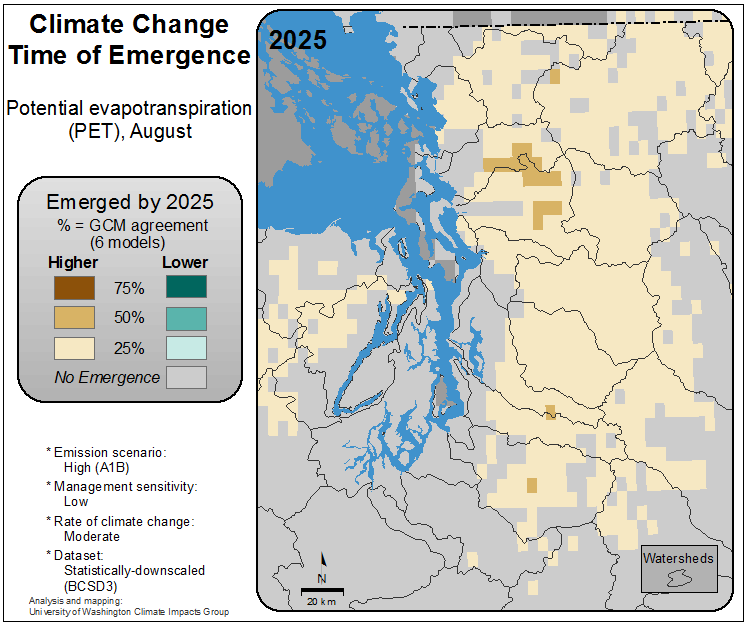 Climate Change
Time of Emergence
Potential evapotranspiration
(PET), August
Emerged by 2025
% = GCM agreement
(6 models)
Higher Lower
75%
50%
25%
No Emergence
* Emission scenario:
High (A1B)
* Management sensitivity:
Low
* Rate of climate change:
Moderate
* Dataset:
Statistically-downscaled
(BCSD3)
Analysis and mapping:
University of Washington Climate Impacts Group
2025
N
20 km
Watersheds